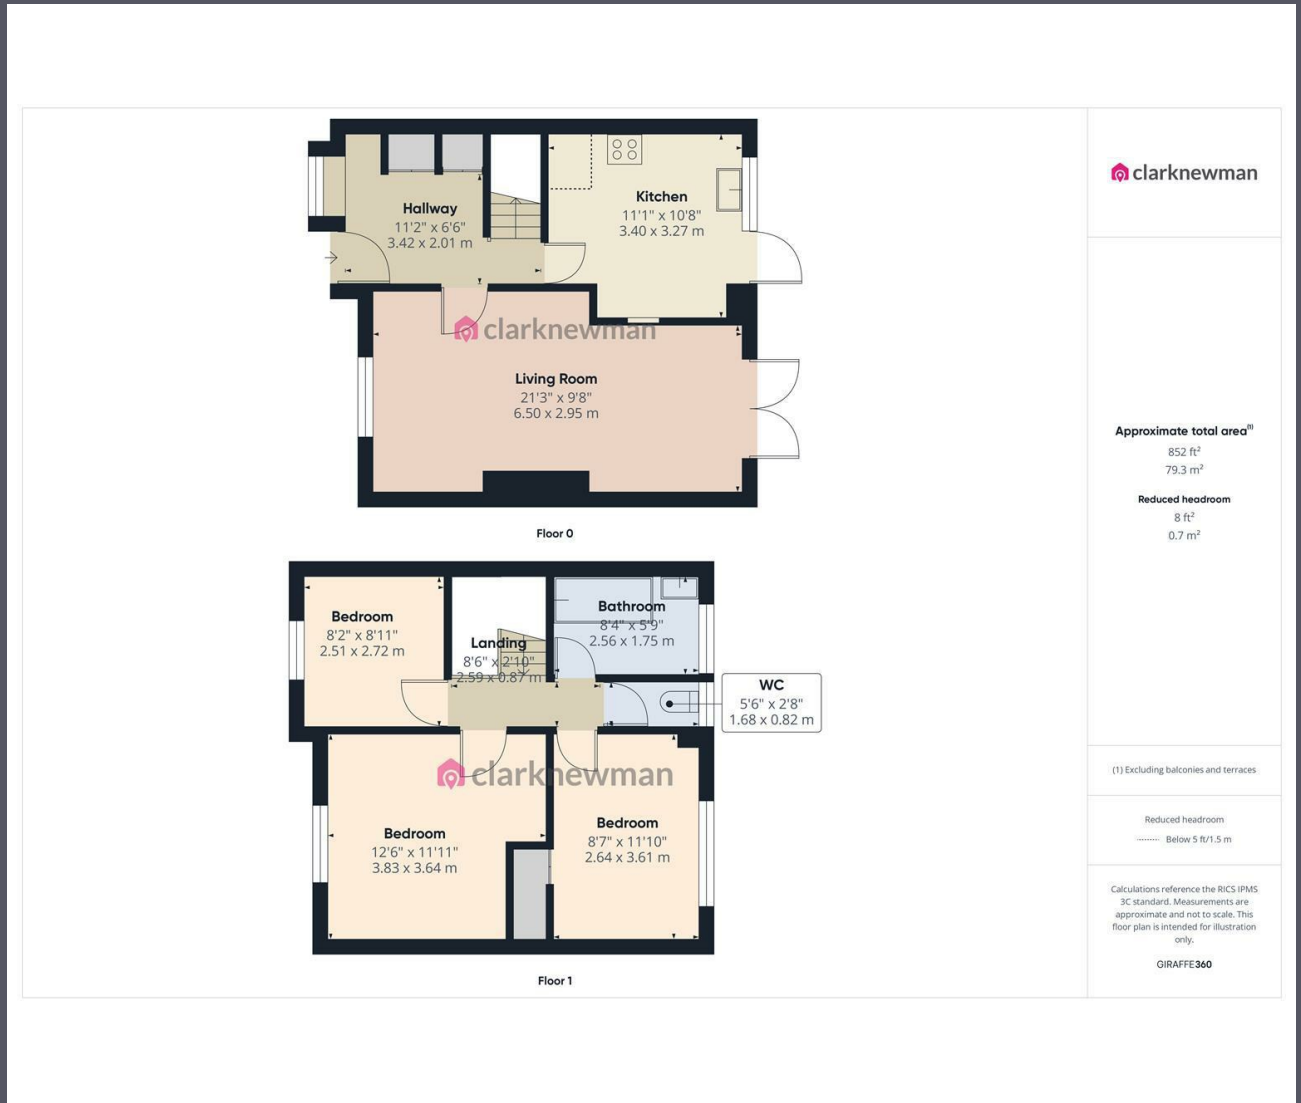 Hallway
11'2" x 6'6"
3.42 x 2.01 m
Kitchen
11'1" x 10'8"
3.40 x 3.27 m
clarknewman
Living Room
21'3" x 9'8"
6.50 x 2.95 m
Floor 0
Bedroom
8'2" x 8'11"
2.51 x 2.72 m
Landing
8'6" x 2'10"
2.59 x 0.87 m
Bathroom
8'4" x 5'9"
2.56 x 1.75 m
WC
5'6" x 2'8"
1.68 x 0.82 m
clarknewman
Bedroom
12'6" x 11'11"
3.83 x 3.64 m
Bedroom
8'7" x 11'10"
2.64 x 3.61 m
Floor 1
clarknewman
Approximate total area(1)
852 ft²
79.3 m²
Reduced headroom
8 ft²
0.7 m²
(1) Excluding balconies and terraces
Reduced headroom
Below 5 ft/1.5 m
Calculations reference the RICS IPMS
3C standard. Measurements are
approximate and not to scale. This
floor plan is intended for illustration
only.
GIRAFFE360